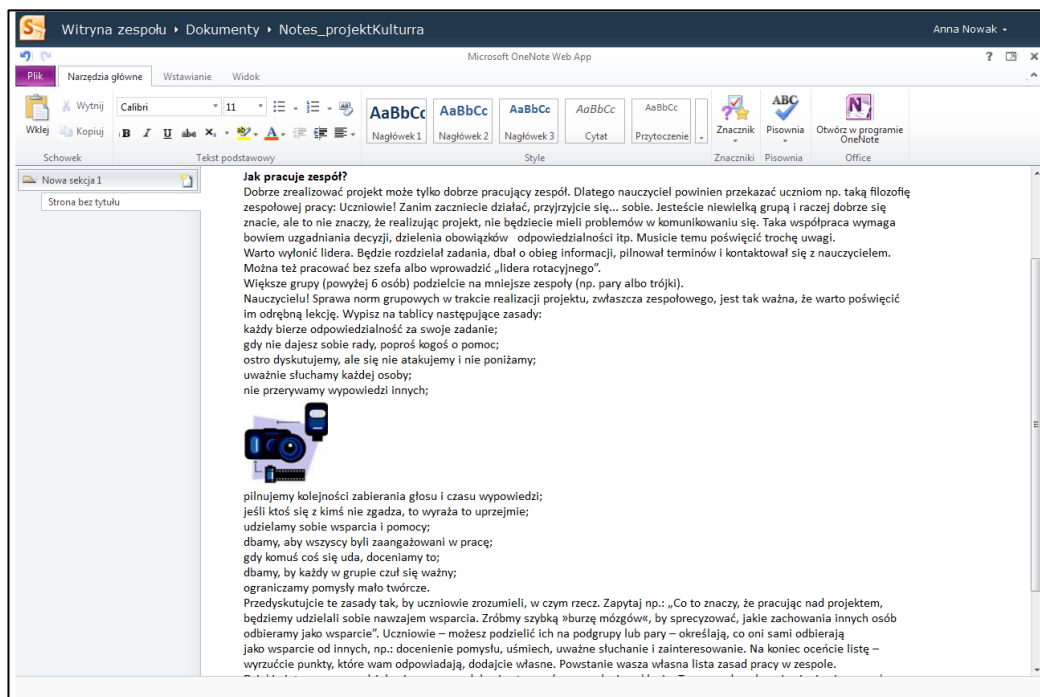 Witryna zespołu ▸ Dokumenty ▸ Notes_projektKulturra
Anna Nowak
Microsoft OneNote Web App
Plik Narzędzia główne Wstawianie Widok
Wklej
Wytnij
Kopiuj
Schowek
Calibri 11
B I U abc
Tekst podstawowy
AaBbCc AaBbCc AaBbCc AaBbCc AaBbCc
Nagłówek 1 Nagłówek 2 Nagłówek 3 Cytat Przytoczenie
Style
Znacznik
Znaczniki
ABC
Pisownia
Pisownia
Otwórz w programie
OneNote
Office
Nowa sekcja 1
Strona bez tytułu
Jak pracuje zespół?
Dobrze zrealizować projekt może tylko dobrze pracujący zespół. Dlatego nauczyciel powinien przekazać uczniom np. taką filozofię
zespołowej pracy: Uczniowie! Zanim zaczniecie działać, przyjrzyjcie się... sobie. Jesteście niewielką grupą i raczej dobrze się
znacie, ale to nie znaczy, że realizując projekt, nie będziecie mieli problemów w komunikowaniu się. Taka współpraca wymaga
bowiem uzgadniania decyzji, dzielenia obowiązków odpowiedzialności itp. Musicie temu poświęcić trochę uwagi.
Warto wyłonić lidera. Będzie rozdzielał zadania, dbał o obieg informacji, pilnował terminów i kontaktował się z nauczycielem.
Można też pracować bez szefa albo wprowadzić „lidera rotacyjnego”.
Większe grupy (powyżej 6 osób) podzielcie na mniejsze zespoły (np. pary albo trójki).
Nauczycielu! Sprawa norm grupowych w trakcie realizacji projektu, zwłaszcza zespołowego, jest tak ważna, że warto poświęcić
im odrębną lekcję. Wypisz na tablicy następujące zasady:
każdy bierze odpowiedzialność za swoje zadanie;
gdy nie dajesz sobie rady, poproś kogoś o pomoc;
ostro dyskutujemy, ale się nie atakujemy i nie poniżamy;
uważnie słuchamy każdej osoby;
nie przerywamy wypowiedzi innych;
pilnujemy kolejności zabierania głosu i czasu wypowiedzi;
jeśli ktoś się z kimś nie zgadza, to wyraża to uprzejmie;
udzielamy sobie wsparcia i pomocy;
dbamy, aby wszyscy byli zaangażowani w pracę;
gdy komuś coś się uda, doceniamy to;
dbamy, by każdy w grupie czuł się ważny;
ograniczamy pomysły mało twórcze.
Przedyskutujcie te zasady tak, by uczniowie zrozumieli, w czym rzecz. Zapytaj np.: „Co to znaczy, że pracując nad projektem,
będziemy udzielali sobie nawzajem wsparcia. Zróbmy szybką »burzę mózgów«, by sprecyzować, jakie zachowania innych osób
odbieramy jako wsparcie”. Uczniowie – możesz podzielić ich na podgrupy lub pary – określają, co oni sami odbierają
jako wsparcie od innych, np.: docenienie pomysłu, uśmiech, uważne słuchanie i zainteresowanie. Na koniec oceńcie listę –
wyrzućcie punkty, które wam odpowiadają, dodajcie własne. Powstanie wasza własna lista zasad pracy w zespole.